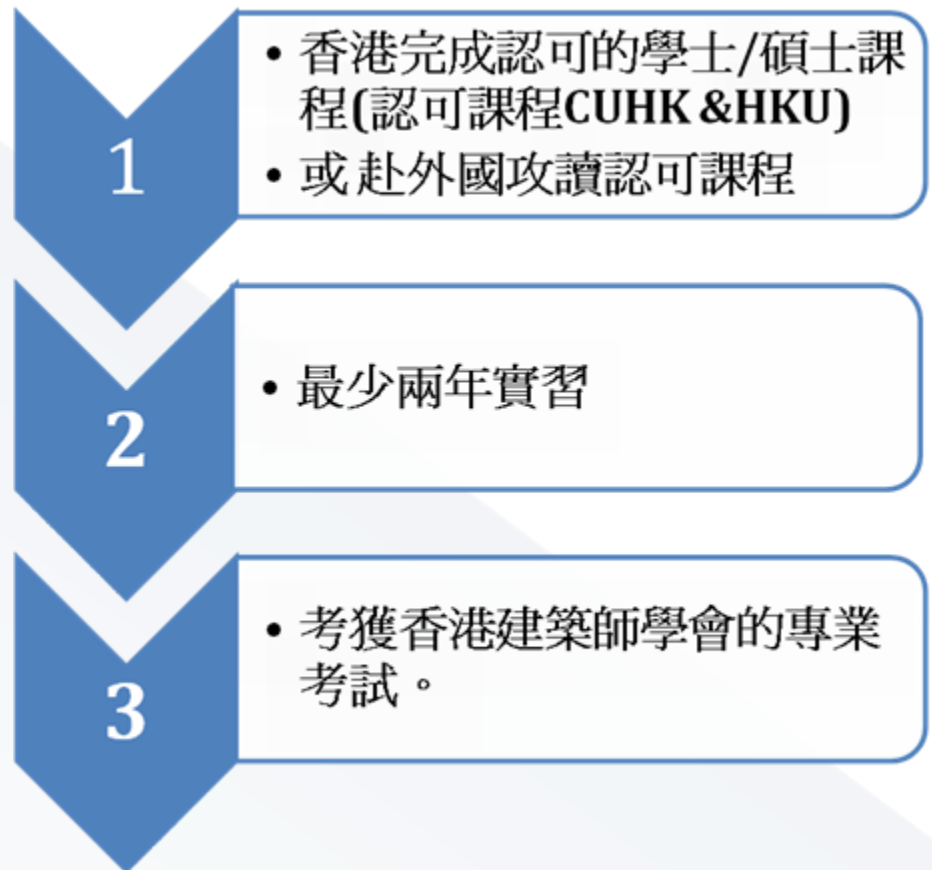 1
• 香港完成認可的學士/碩士課
程(認可課程CUHK &HKU)
• 或 赴外國攻讀認可課程
2
• 最少兩年實習
3
• 考獲香港建築師學會的專業
考試。